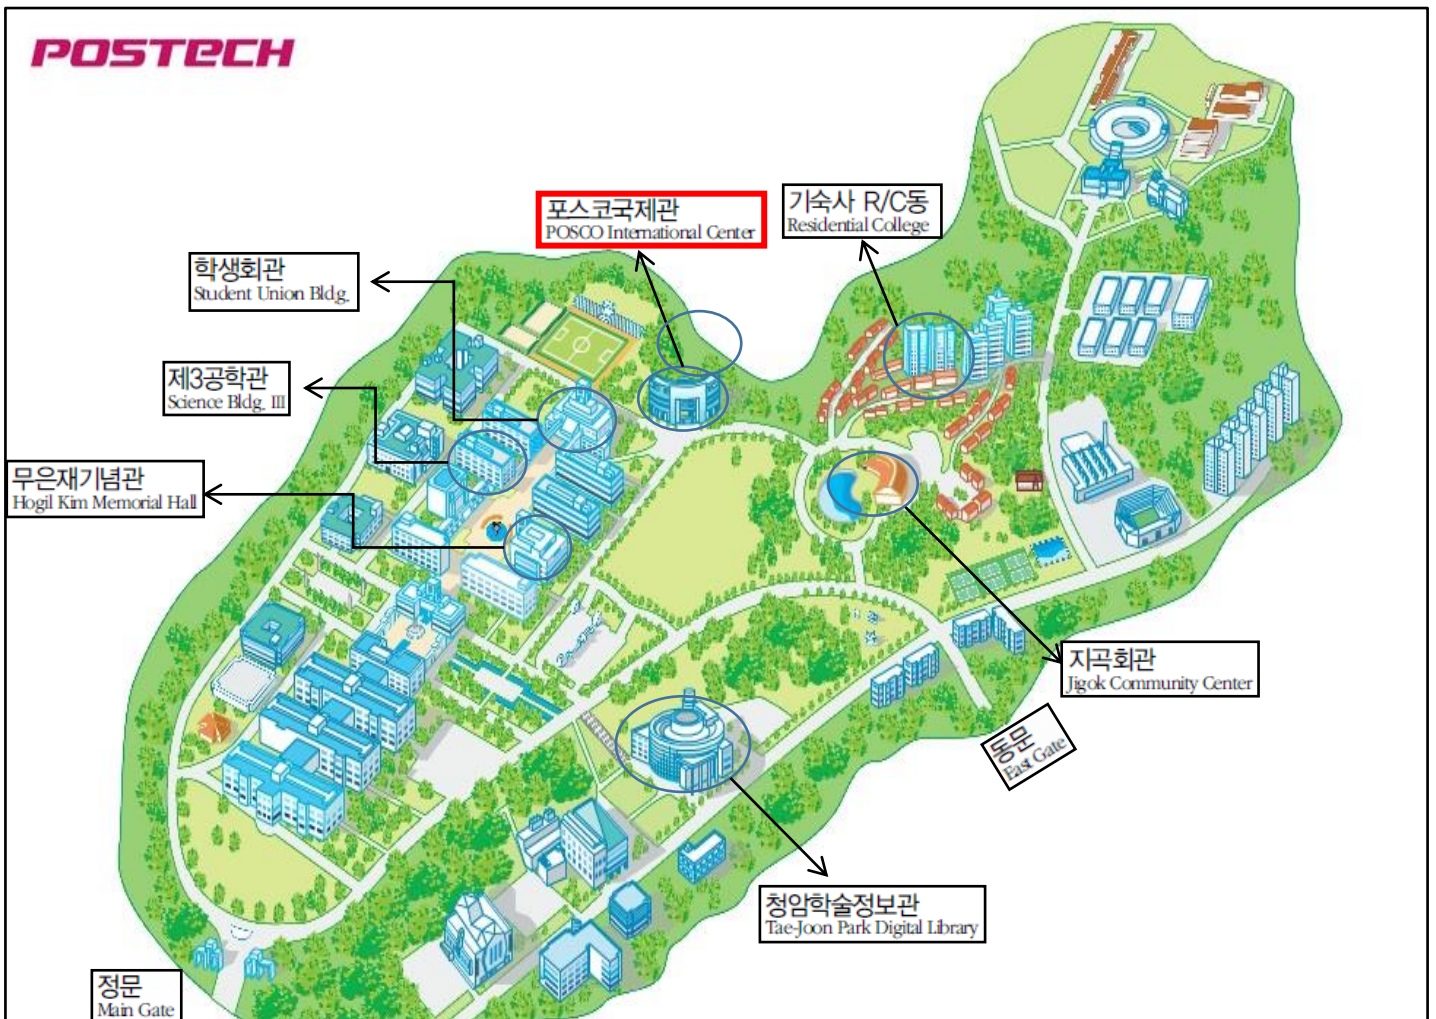 POSTECH
포스코국제관
POSCO International Center
기숙사 R/C동
Residential College
학생회관
Student Union Bldg.
제3공학관
Science Bldg. III
무은재기념관
Hogil Kim Memorial Hall
지곡회관
Jigok Community Center
동문
East Gate
청암학술정보관
Tae-Joon Park Digital Library
정문
Main Gate